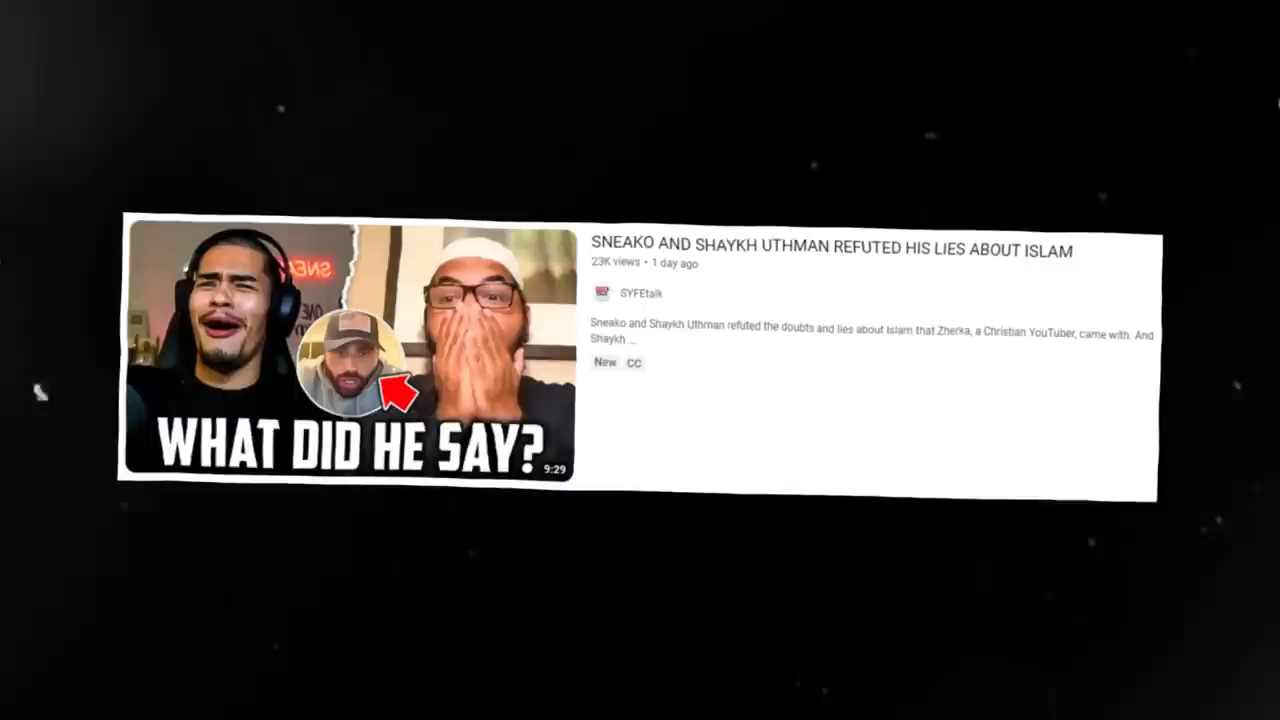 SNEAKO AND SHAYKH UTHMAN REFUTED HIS LIES ABOUT ISLAM
23K views • 1 day ago
SYFEtalk
Sneako and Shaykh Uthman refuted the doubts and lies about Islam that Zherka, a Christian YouTuber, came with. And
Shaykh ...
New CC
WHAT DID HE SAY?
9:29